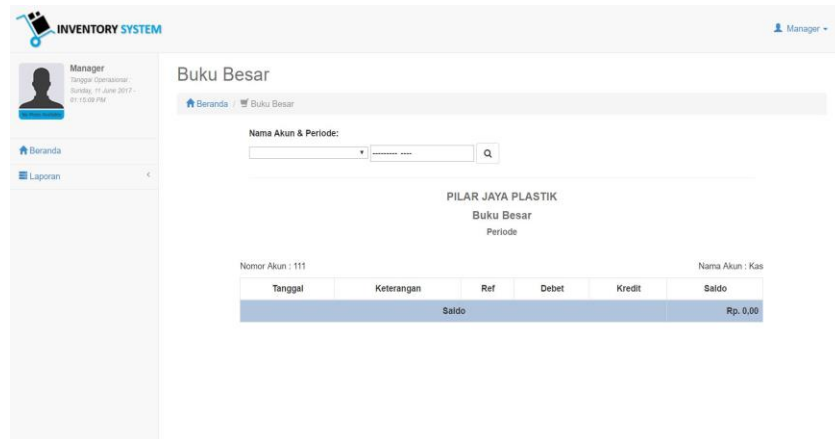 INVENTORY SYSTEM
Manager
Manager
Tanggal Operasional :
Sunday, 11 June 2017 -
01:15:09 PM
Buku Besar
Beranda / Buku Besar
Beranda
Laporan
Nama Akun & Periode:
--------- ----
PILAR JAYA PLASTIK
Buku Besar
Periode
Nomor Akun : 111 Nama Akun : Kas
Tanggal Keterangan Ref Debet Kredit Saldo
Saldo Rp. 0,00